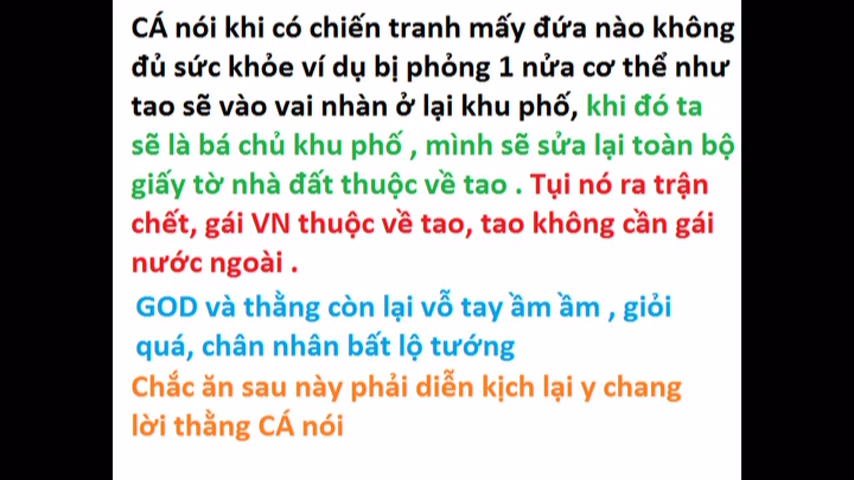 CÁ nói khi có chiến tranh mấy đứa nào không
đủ sức khỏe ví dụ bị phỏng 1 nửa cơ thể như
tao sẽ vào vai nhàn ở lại khu phố, khi đó ta
sẽ là bá chủ khu phố , mình sẽ sửa lại toàn bộ
giấy tờ nhà đất thuộc về tao . Tụi nó ra trận
chết, gái VN thuộc về tao, tao không cần gái
nước ngoài .
GOD và thằng còn lại vỗ tay ầm ầm , giỏi
quá, chân nhân bất lộ tướng
Chắc ăn sau này phải diễn kịch lại y chang
lời thằng CÁ nói